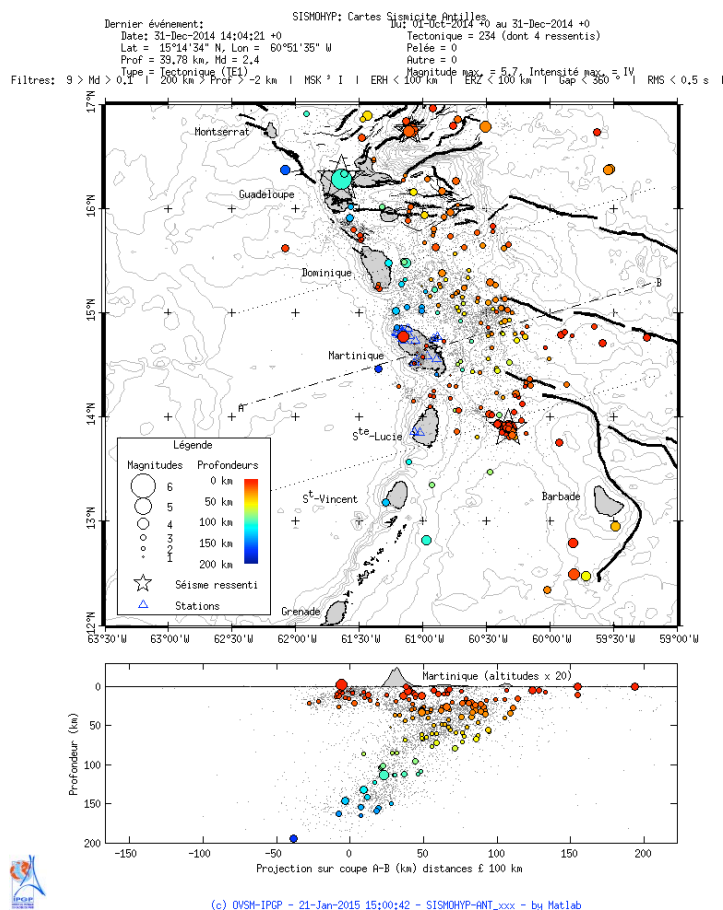 SISMOHYP: Cartes Sismicite Antilles
Dernier événement:
Date: 31-Dec-2014 14:04:21 +0
Lat = 15°14'34" N, Lon = 60°51'35" W
Prof = 39.78 km, Md = 2.4
Type = Tectonique (TE1)
Du: 01-Oct-2014 +0 au 31-Dec-2014 +0
Tectonique = 234 (dont 4 ressentis)
Pelée = 0
Autre = 0
Magnitude max. = 5.7, Intensité max. = IV
Filtres: 9 > Md > 0.1 | 200 km > Prof > -2 km | MSK ³ I | ERH < 100 km | ERZ < 100 km | Gap < 360 ° | RMS < 0.5 s |
17°N
16°N
15°N
14°N
13°N
12°N
Montserrat
Guadeloupe
Dominique
B
Martinique
A
Ste-Lucie
St-Vincent
Barbade
Grenade
Légende
Magnitudes
6
5
4
3
2
1
Profondeurs
0 km
50 km
100 km
150 km
200 km
Séisme ressenti
Stations
63°30'W
63°00'W
62°30'W
62°00'W
61°30'W
61°00'W
60°30'W
60°00'W
59°30'W
59°00'W
Martinique (altitudes x 20)
Profondeur (km)
0
50
100
150
200
-150
-100
-50
0
50
100
150
200
Projection sur coupe A-B (km) distances £ 100 km
IPGP
(c) OVSM-IPGP - 21-Jan-2015 15:00:42 - SISMOHYP-ANT_xxx - by Matlab